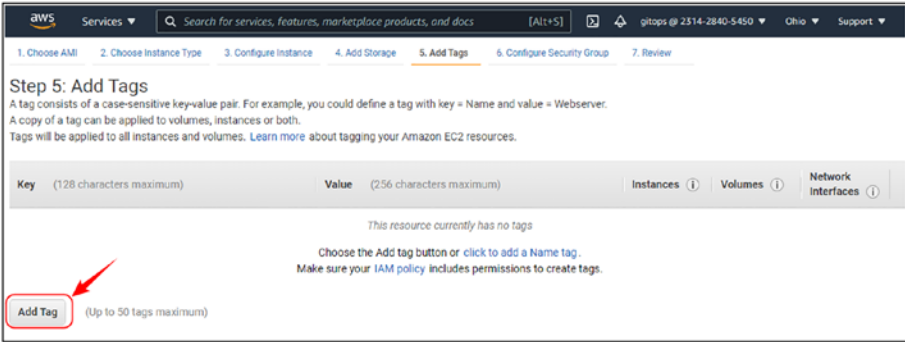 aws Services ▼ Search for services, features, marketplace products, and docs [Alt+S] gitops @ 2314-2840-5450 ▼ Ohio ▼ Support ▼
1. Choose AMI 2. Choose Instance Type 3. Configure Instance 4. Add Storage 5. Add Tags 6. Configure Security Group 7. Review
Step 5: Add Tags
A tag consists of a case-sensitive key-value pair. For example, you could define a tag with key = Name and value = Webserver.
A copy of a tag can be applied to volumes, instances or both.
Tags will be applied to all instances and volumes. Learn more about tagging your Amazon EC2 resources.
Key (128 characters maximum) Value (256 characters maximum) Instances Volumes Network
Interfaces
This resource currently has no tags
Choose the Add tag button or click to add a Name tag.
Make sure your IAM policy includes permissions to create tags.
Add Tag (Up to 50 tags maximum)